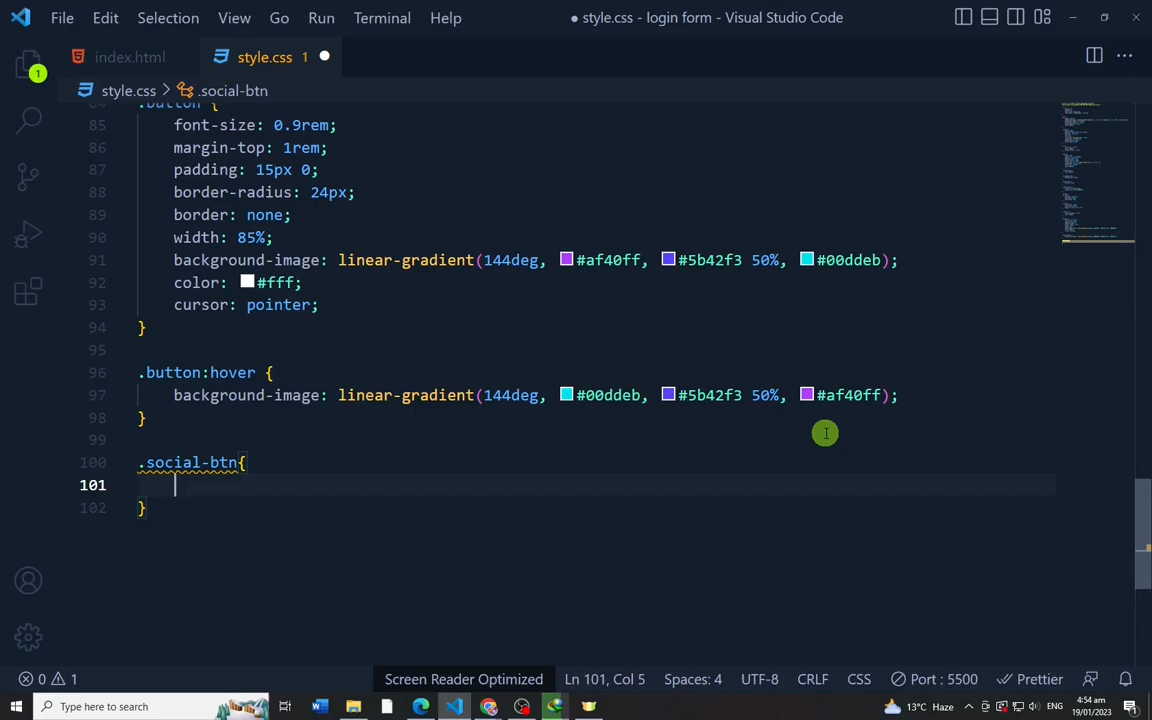 File Edit Selection View Go Run Terminal Help ● style.css - login form - Visual Studio Code
index.html style.css 1
style.css > .social-btn
1
84 .button {
85 font-size: 0.9rem;
86 margin-top: 1rem;
87 padding: 15px 0;
88 border-radius: 24px;
89 border: none;
90 width: 85%;
91 background-image: linear-gradient(144deg, #af40ff, #5b42f3 50%, #00ddeb);
92 color: #fff;
93 cursor: pointer;
94 }
95
96 .button:hover {
97 background-image: linear-gradient(144deg, #00ddeb, #5b42f3 50%, #af40ff);
98 }
99
100 .social-btn{
101
102 }
0 1 Screen Reader Optimized Ln 101, Col 5 Spaces: 4 UTF-8 CRLF CSS Port : 5500 Prettier
Type here to search 13°C Haze ENG 4:54 am
19/01/2023